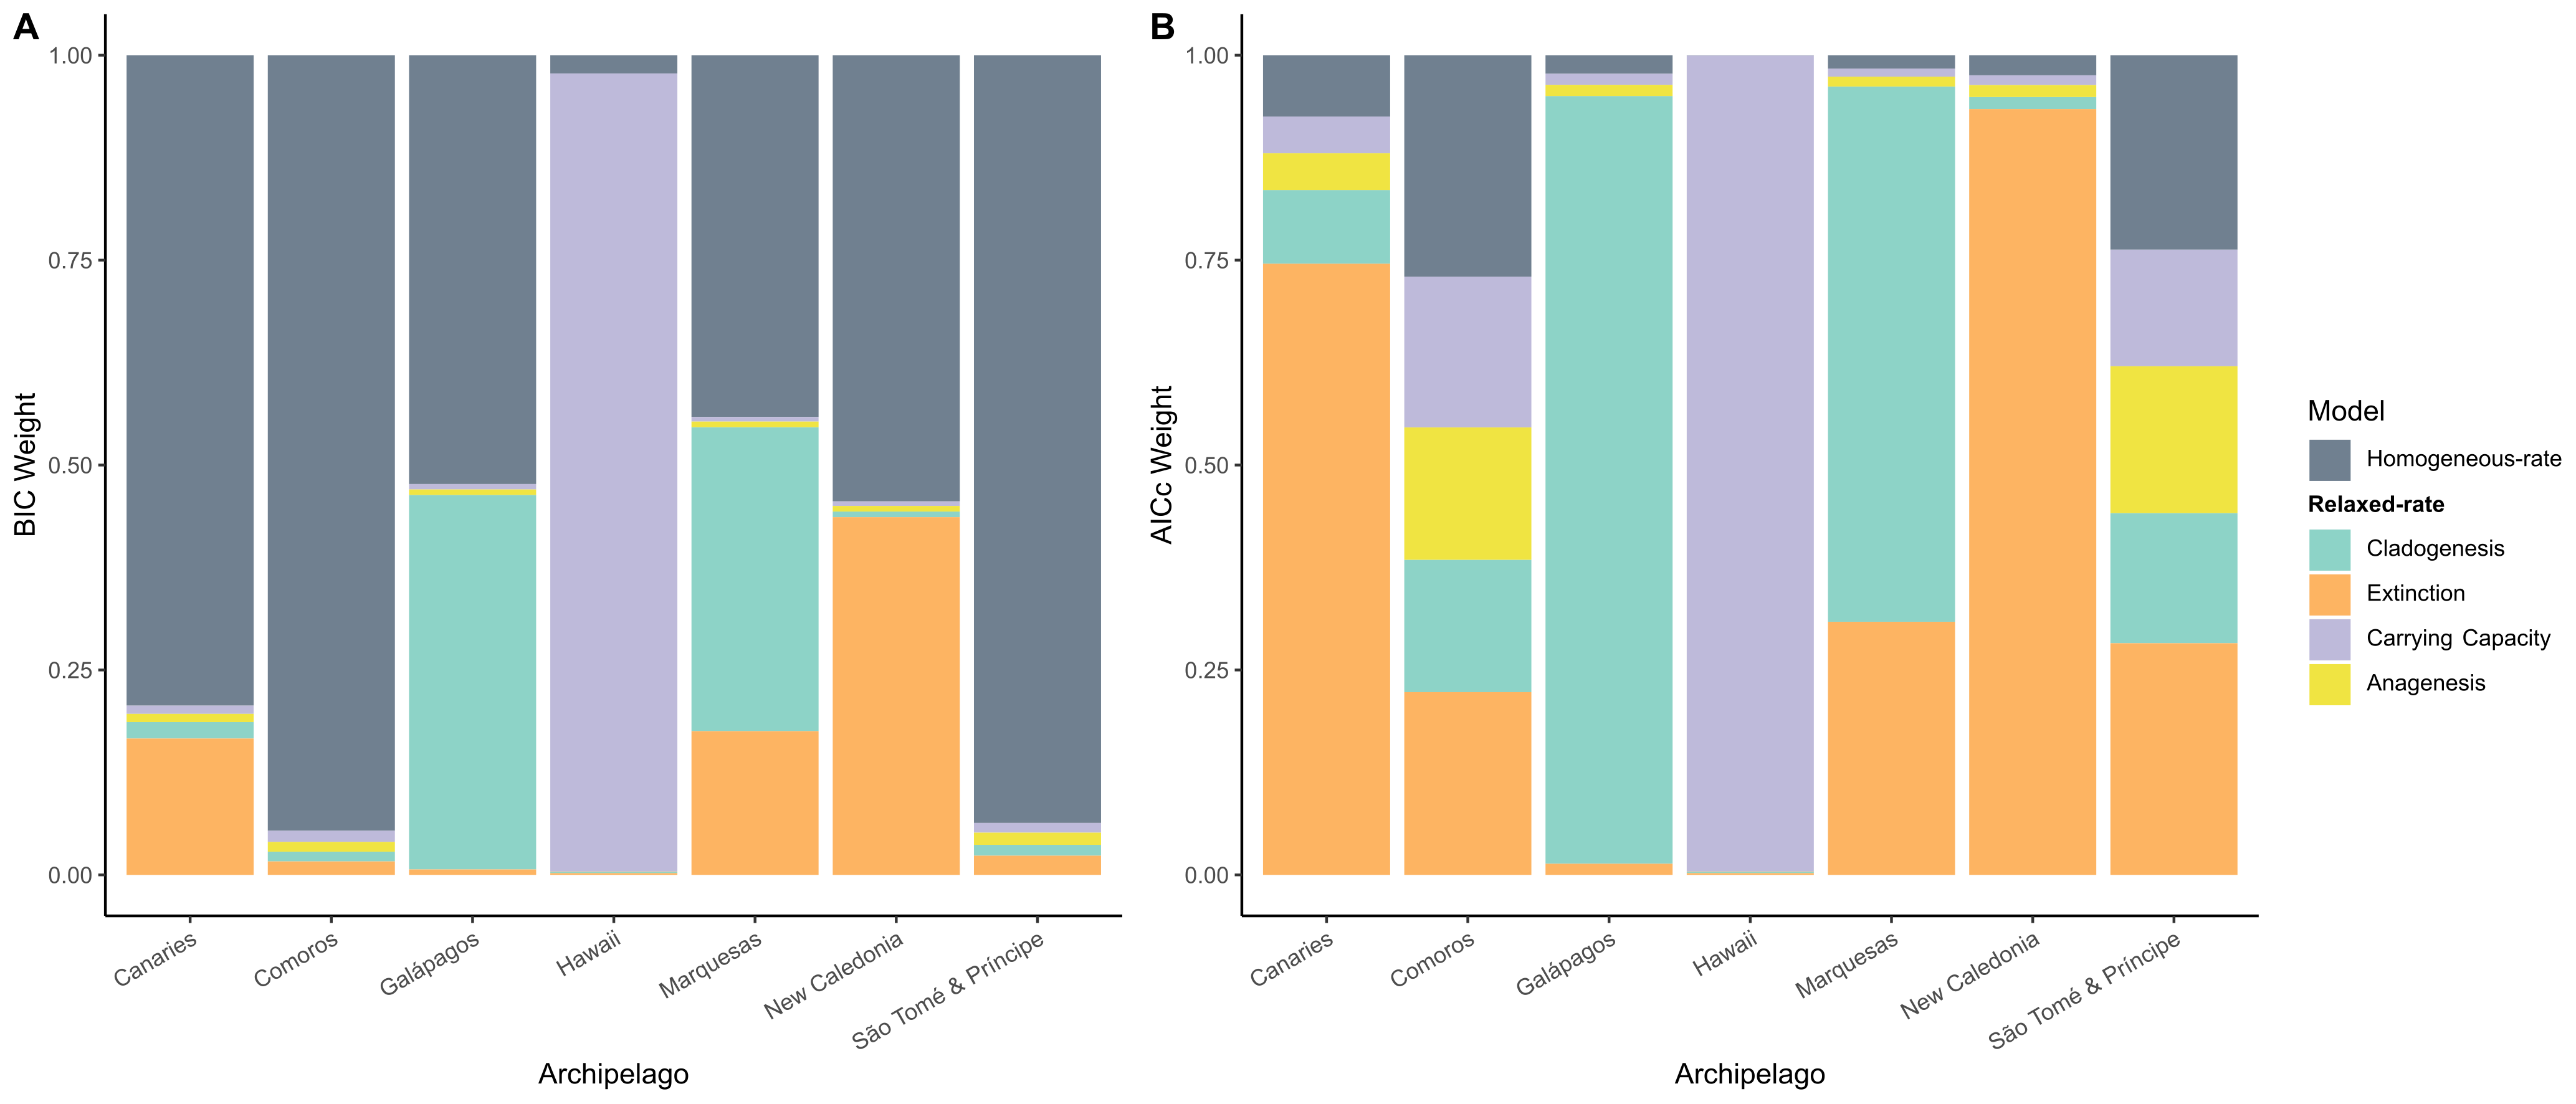 A
1.00
0.75
0.50
0.25
0.00
BIC Weight
Canaries
Comoros
Galápagos
Hawaii
Marquesas
New Caledonia
São Tomé & Príncipe
Archipelago
B
1.00
0.75
0.50
0.25
0.00
AICc Weight
Canaries
Comoros
Galápagos
Hawaii
Marquesas
New Caledonia
São Tomé & Príncipe
Archipelago
Model
Homogeneous-rate
Relaxed-rate
Cladogenesis
Extinction
Carrying Capacity
Anagenesis